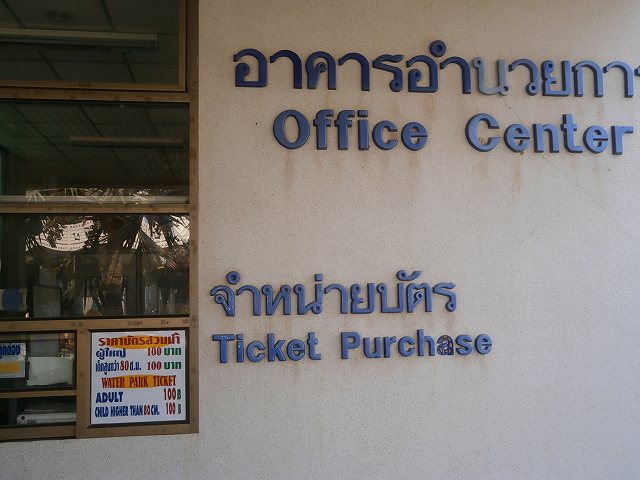 อาคารอำนวยการ
Office Center
จำหน่ายบัตร
Ticket Purchase
ราคาบัตรสวนน้ำ
ผู้ใหญ่ 100 บาท
เด็กสูงกว่า 80 ซ.ม. 100 บาท
WATER PARK TICKET
ADULT 100 B
CHILD HIGHER THAN 80 CM. 100 B